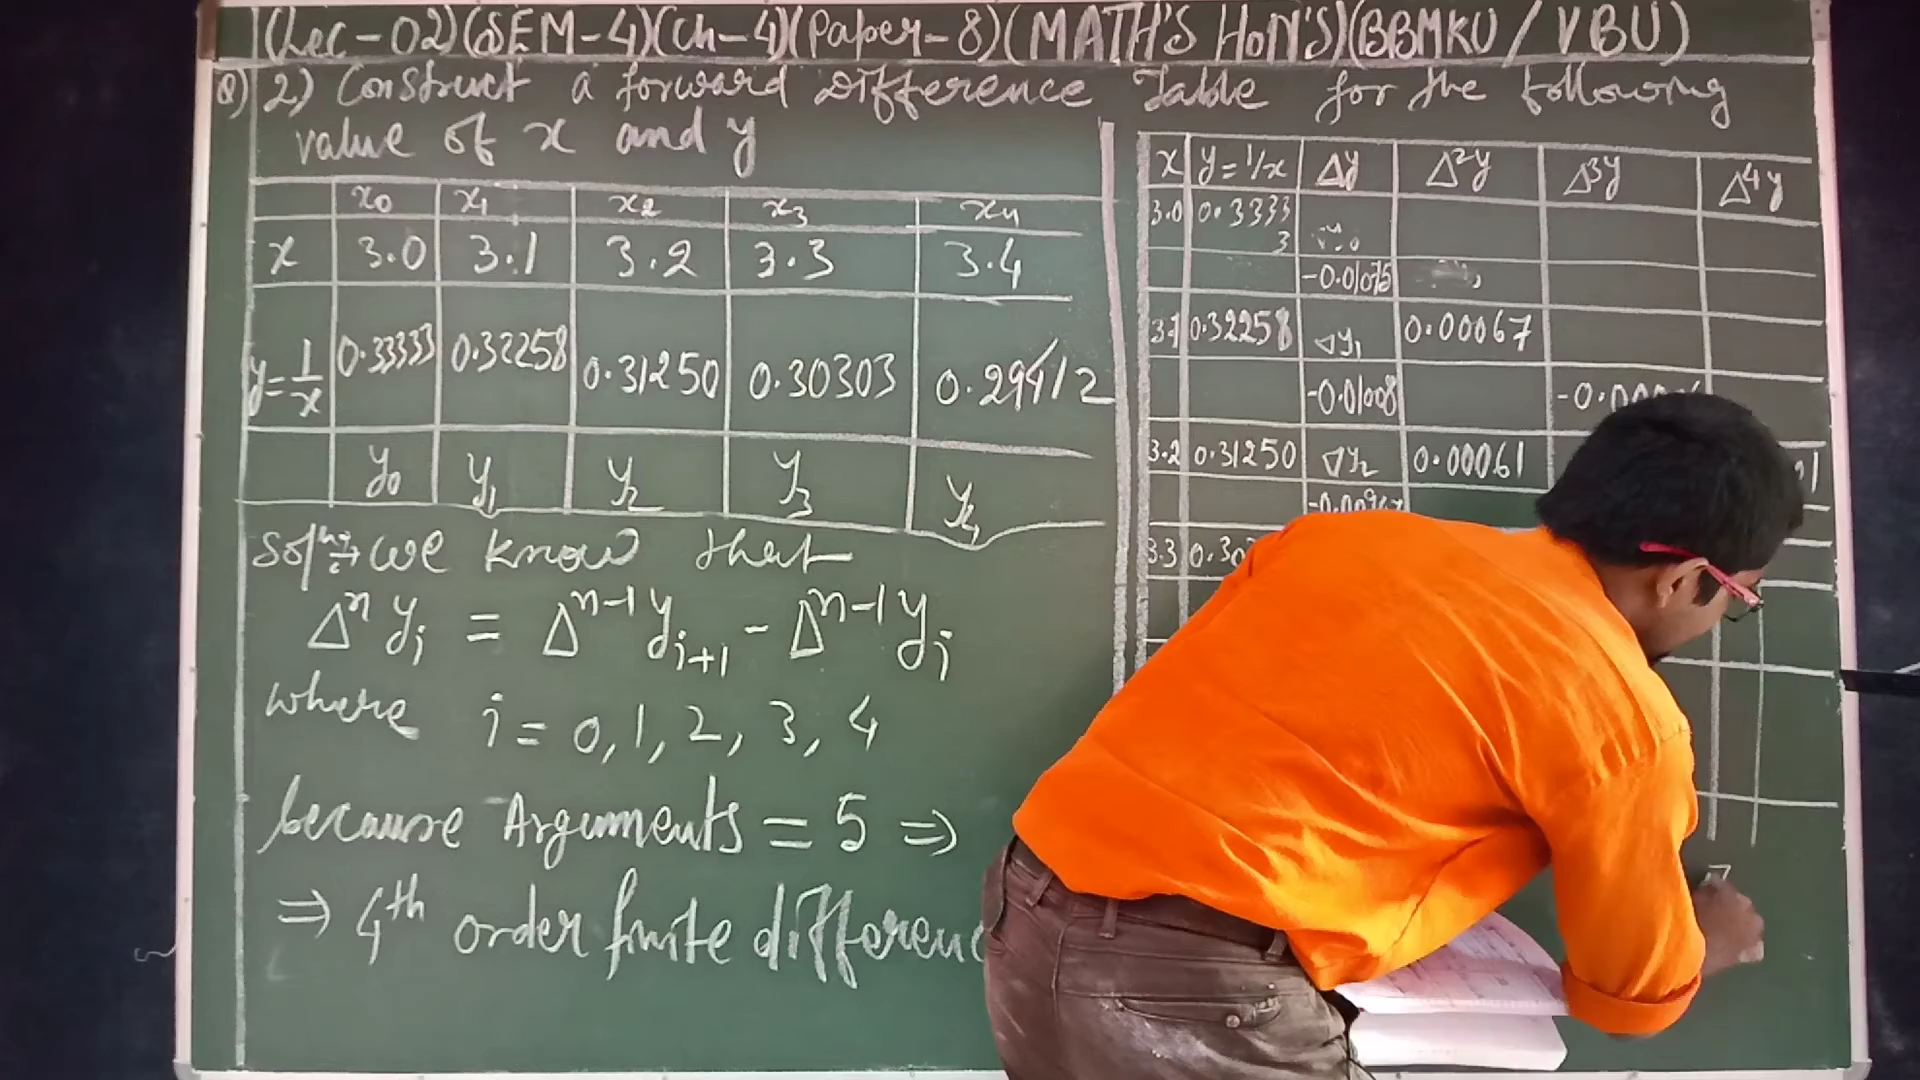 (Lec-02)(SEM-4)(Ch-4)(Paper-8)(MATH'S HON'S)(BBMKU/VBU)
Q) 2) Construct a forward Difference Table for the following
value of x and y
x₀ x₁ x₂ x₃ x₄
x 3.0 3.1 3.2 3.3 3.4
y=1/x 0.33333 0.32258 0.31250 0.30303 0.29412
y₀ y₁ y₂ y₃ y₄
Solⁿ:→ we know that
Δⁿ yᵢ = Δⁿ⁻¹ yᵢ₊₁ - Δⁿ⁻¹ yᵢ
where i = 0, 1, 2, 3, 4
because Arguments = 5 ⇒
⇒ 4th order finite differenc
x y=1/x Δy Δ²y Δ³y Δ⁴y
3.0 0.33333
-0.01075
3.1 0.32258 Δy₁ 0.00067
-0.01008
3.2 0.31250 Δy₂ 0.00061
3.3